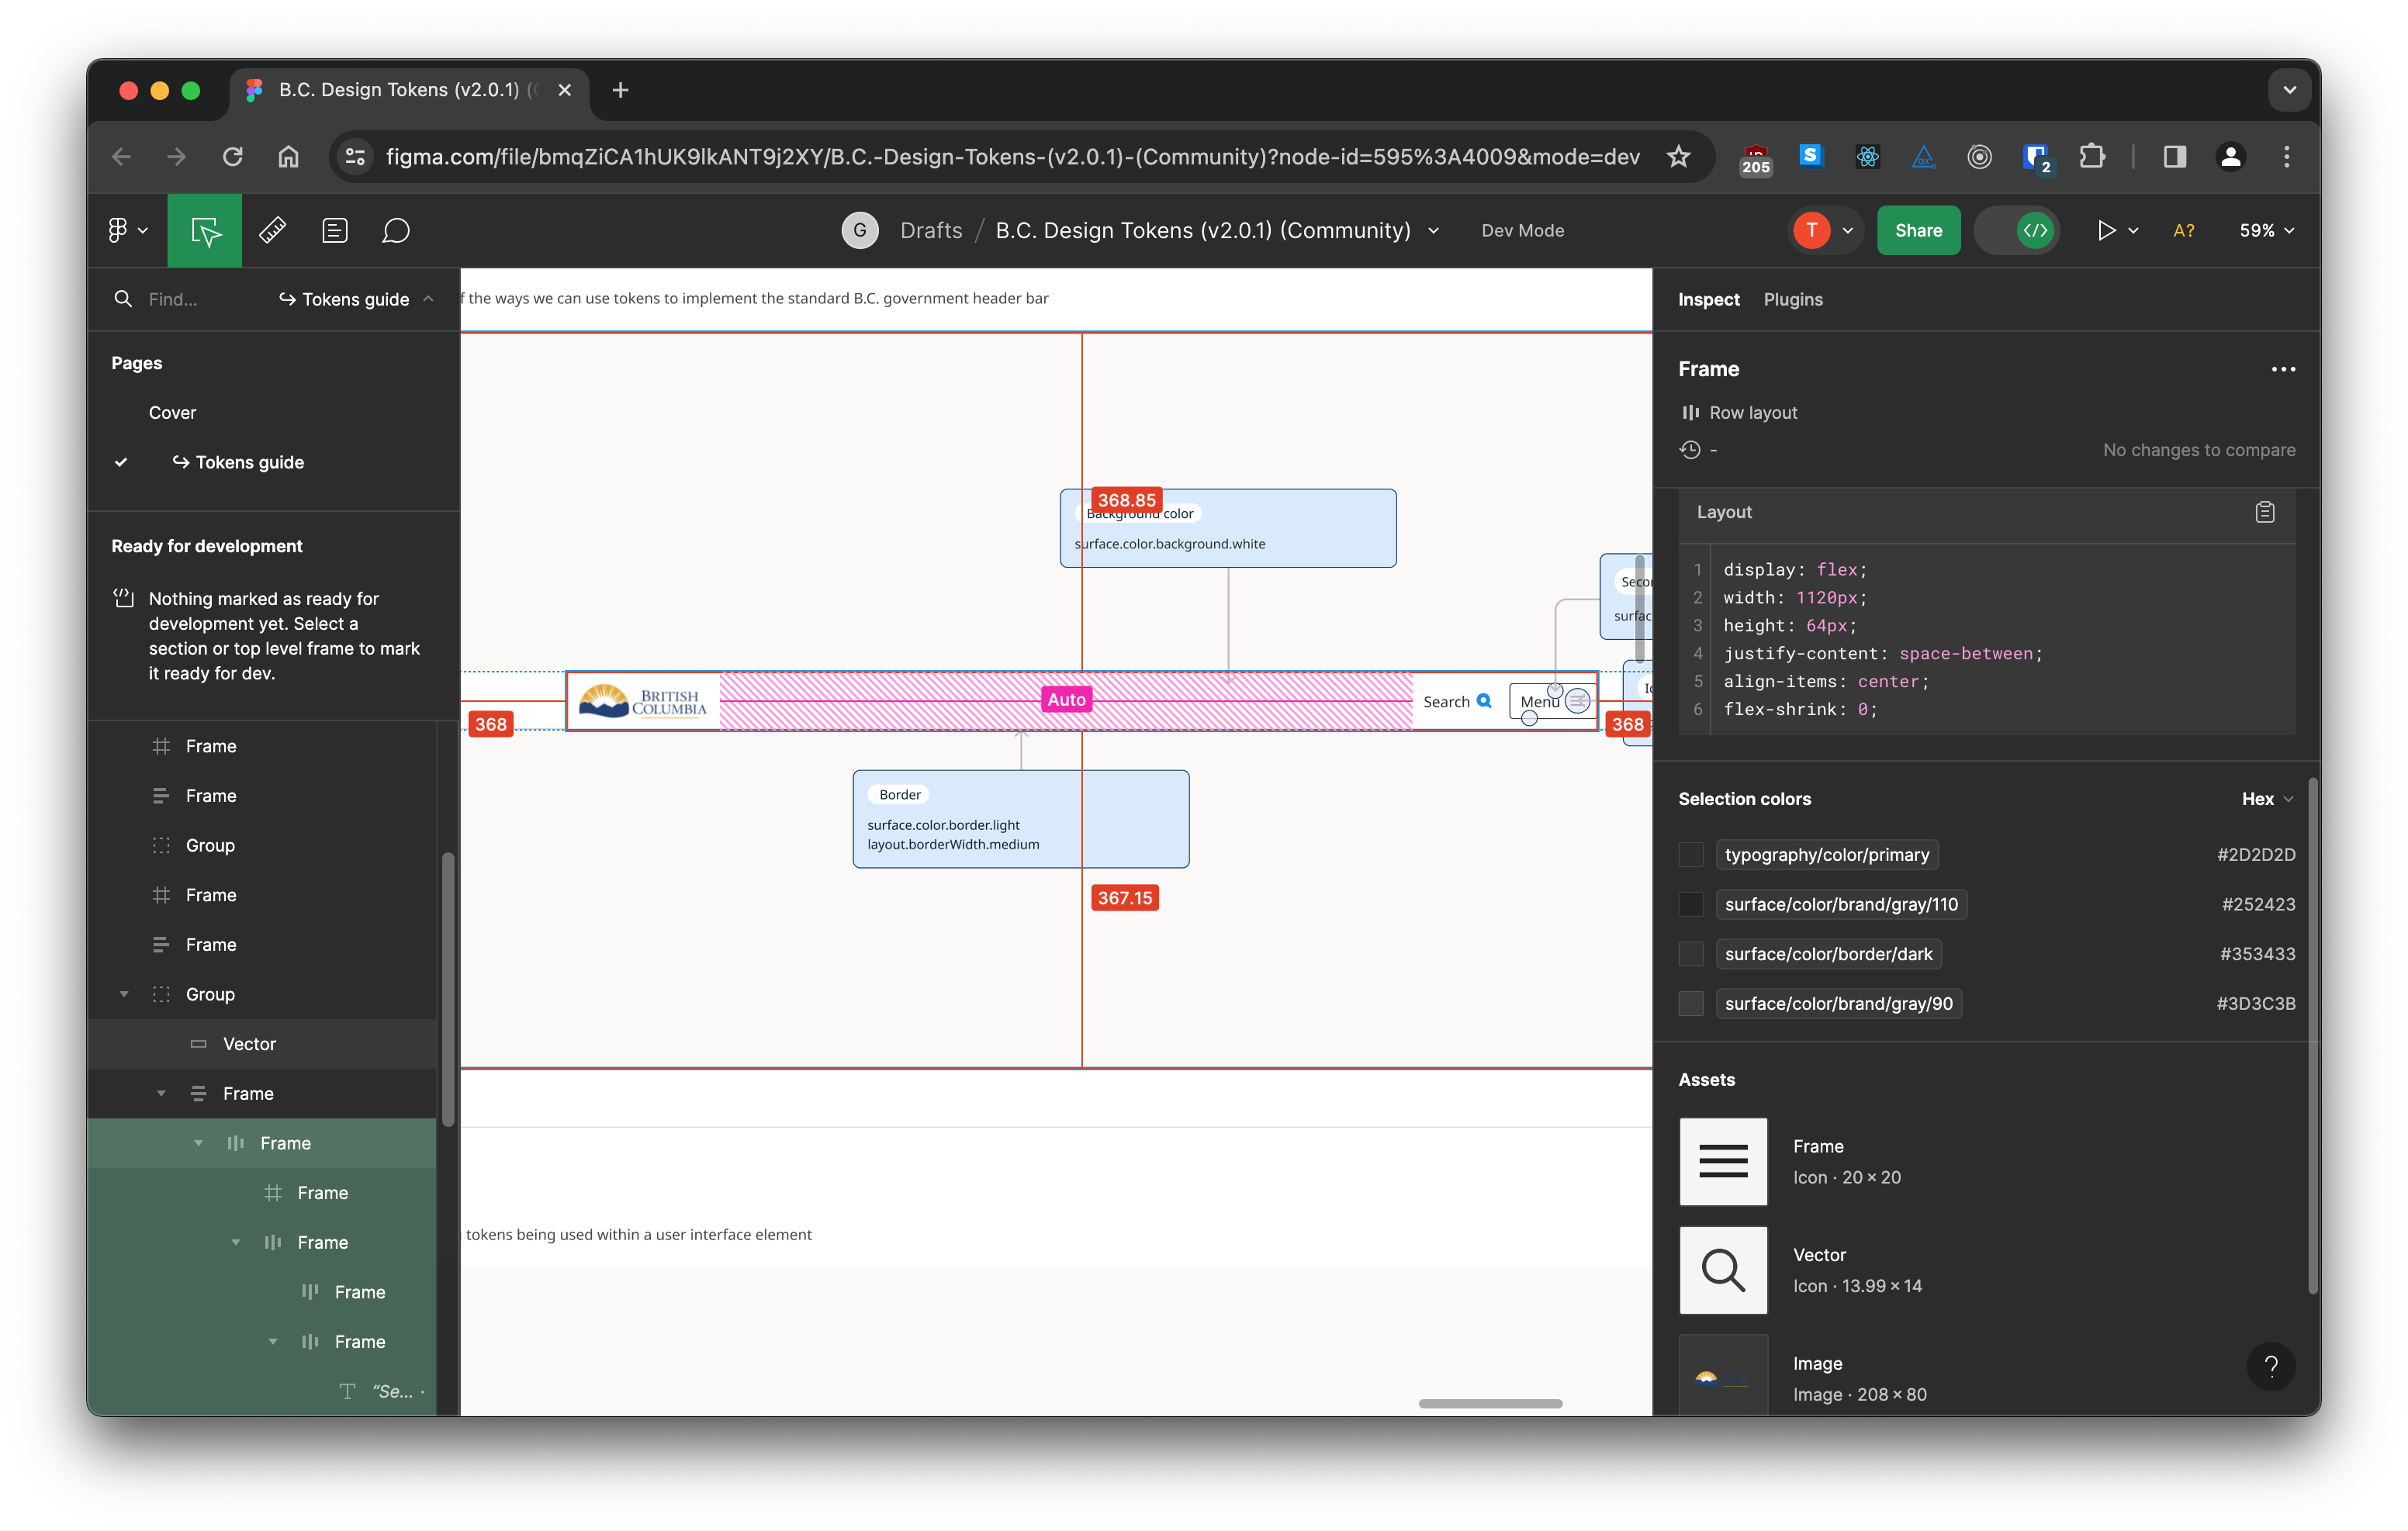 B.C. Design Tokens (v2.0.1) (
figma.com/file/bmqZiCA1hUK9lkANT9j2XY/B.C.-Design-Tokens-(v2.0.1)-(Community)?node-id=595%3A4009&mode=dev
205
S
2
G
Drafts / B.C. Design Tokens (v2.0.1) (Community)
Dev Mode
T
Share
A?
59%
Find...
Tokens guide
Pages
Cover
Tokens guide
Ready for development
Nothing marked as ready for
development yet. Select a
section or top level frame to mark
it ready for dev.
Frame
Frame
Group
Frame
Frame
Group
Vector
Frame
Frame
Frame
Frame
Frame
Frame
“Se... ·
f the ways we can use tokens to implement the standard B.C. government header bar
368.85
Background color
surface.color.background.white
Secon
surfac
368
BRITISH
COLUMBIA
Auto
Search
Menu
368
Border
surface.color.border.light
layout.borderWidth.medium
367.15
tokens being used within a user interface element
Inspect
Plugins
Frame
Row layout
-
No changes to compare
Layout
1 display: flex;
2 width: 1120px;
3 height: 64px;
4 justify-content: space-between;
5 align-items: center;
6 flex-shrink: 0;
Selection colors
Hex
typography/color/primary #2D2D2D
surface/color/brand/gray/110 #252423
surface/color/border/dark #353433
surface/color/brand/gray/90 #3D3C3B
Assets
Frame
Icon · 20 × 20
Vector
Icon · 13.99 × 14
Image
Image · 208 × 80
?